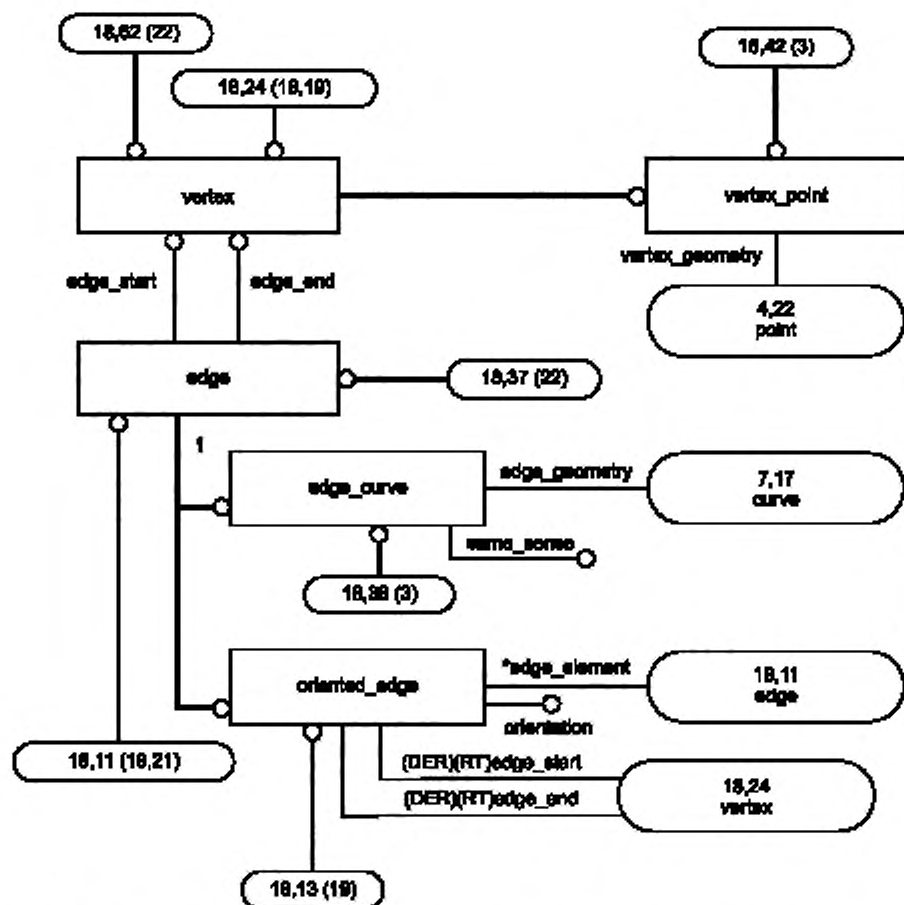 18,62 (22)
18,42 (3)
18,24 (18,19)
vertex
vertex_point
edge_start
edge_end
vertex_geometry
4,22
point
edge
18,37 (22)
1
edge_curve
edge_geometry
7,17
curve
same_sense
18,38 (3)
oriented_edge
*edge_element
18,11
edge
orientation
18,11 (18,21)
(DER)(RT)edge_start
(DER)(RT)edge_end
18,24
vertex
18,13 (19)